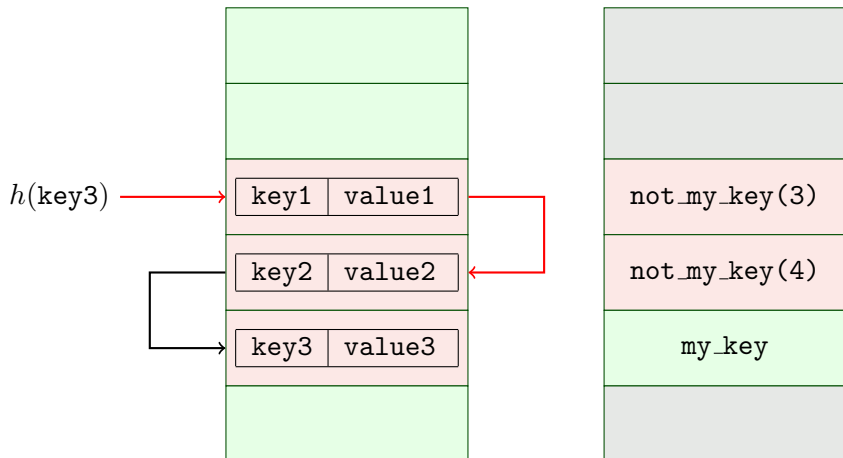 h(key3) key1 value1 not_my_key(3)
key2 value2 not_my_key(4)
key3 value3 my_key